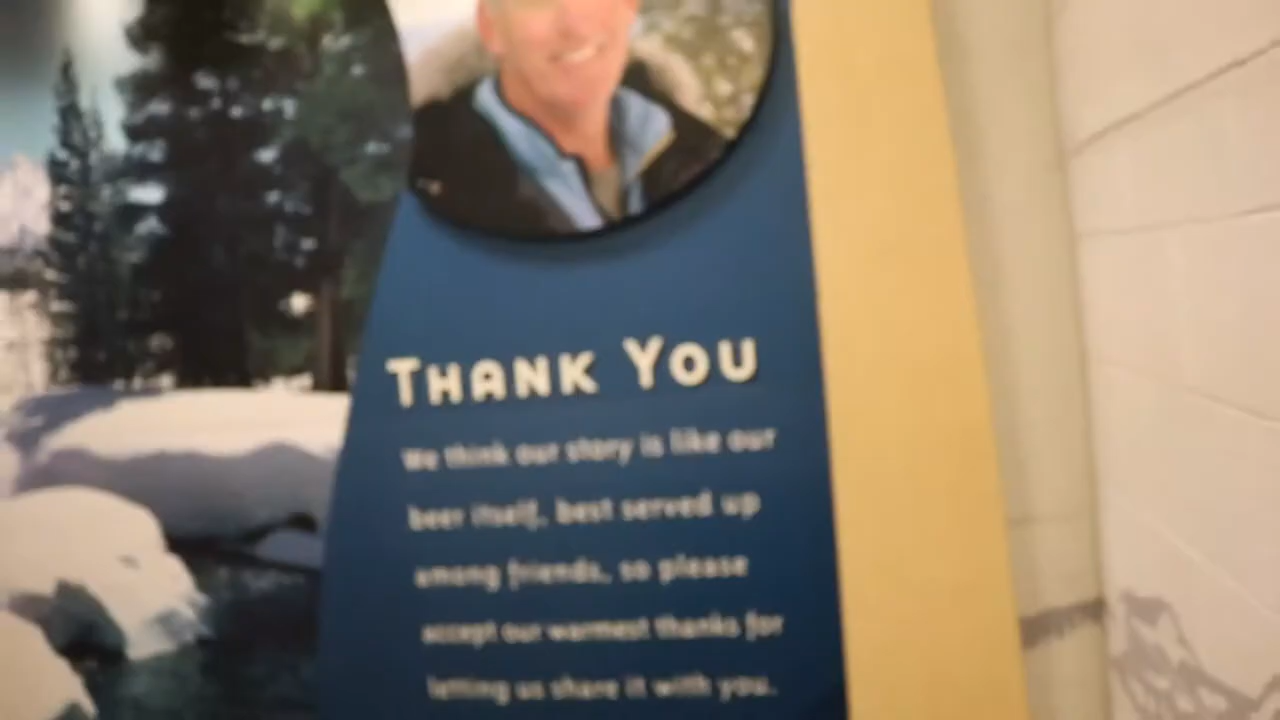 THANK YOU
We think our story is like our
beer itself, best served up
among friends, so please
accept our warmest thanks for
letting us share it with you.